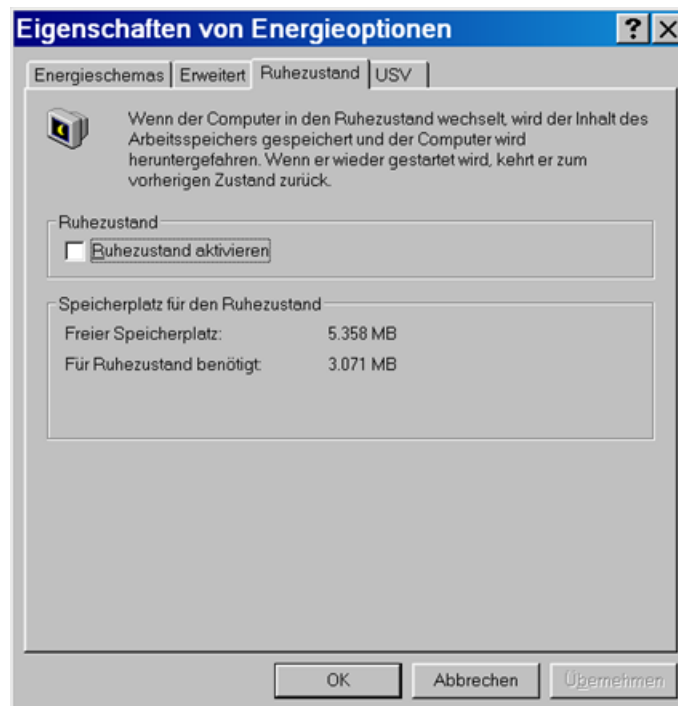 Eigenschaften von Energieoptionen
Energieschemas Erweitert Ruhezustand USV
Wenn der Computer in den Ruhezustand wechselt, wird der Inhalt des
Arbeitsspeichers gespeichert und der Computer wird
heruntergefahren. Wenn er wieder gestartet wird, kehrt er zum
vorherigen Zustand zurück.
Ruhezustand
Ruhezustand aktivieren
Speicherplatz für den Ruhezustand
Freier Speicherplatz: 5.358 MB
Für Ruhezustand benötigt: 3.071 MB
OK Abbrechen Übernehmen